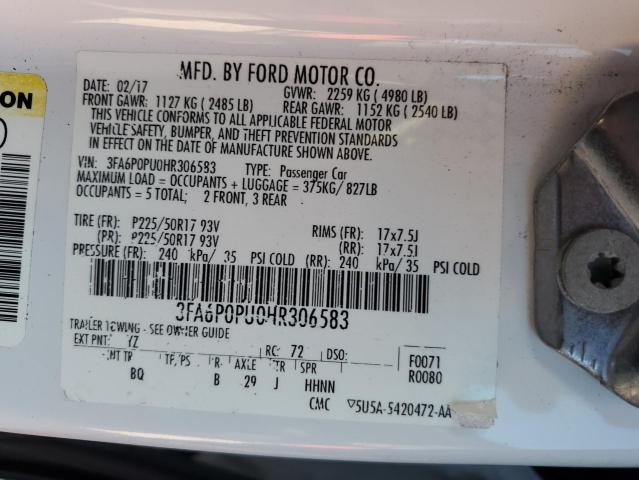 ON
MFD. BY FORD MOTOR CO.
DATE: 02/17 GVWR: 2259 KG ( 4980 LB)
FRONT GAWR: 1127 KG ( 2485 LB) REAR GAWR: 1152 KG ( 2540 LB)
THIS VEHICLE CONFORMS TO ALL APPLICABLE FEDERAL MOTOR
VEHICLE SAFETY, BUMPER, AND THEFT PREVENTION STANDARDS
IN EFFECT ON THE DATE OF MANUFACTURE SHOWN ABOVE.
VIN: 3FA6P0PU0HR306583 TYPE: Passenger Car
MAXIMUM LOAD = OCCUPANTS + LUGGAGE = 375KG/ 827LB
OCCUPANTS = 5 TOTAL; 2 FRONT, 3 REAR
TIRE (FR): P225/50R17 93V RIMS (FR): 17x7.5J
(RR): P225/50R17 93V (RR): 17x7.5J
PRESSURE (FR): 240 kPa/ 35 PSI COLD (RR): 240 kPa/ 35 PSI COLD
3FA6P0PU0HR306583
TRAILER TOWING - SEE OWNER GUIDE
EXT PNT: YZ RC: 72 DSO: F0071
INT TR TP/PS R AXLE TR SPR R0080
BQ B 29 J HHNN
CMC ▽5U5A-5420472-AA